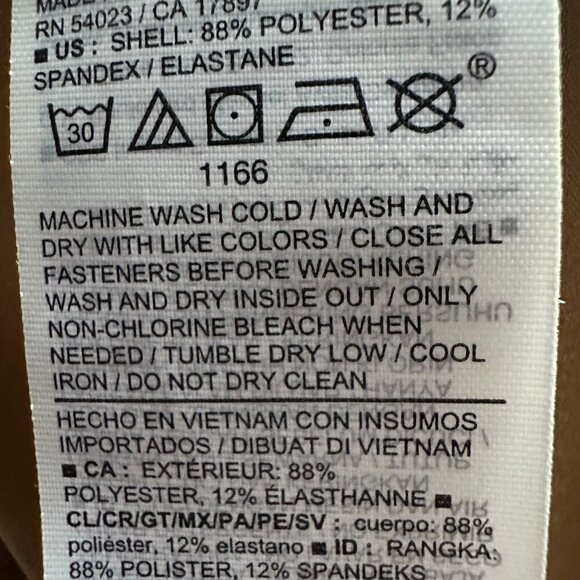 MADE
RN 54023 / CA 17897
■ US : SHELL: 88% POLYESTER, 12%
SPANDEX / ELASTANE
30
®
1166
MACHINE WASH COLD / WASH AND
DRY WITH LIKE COLORS / CLOSE ALL
FASTENERS BEFORE WASHING /
WASH AND DRY INSIDE OUT / ONLY
NON-CHLORINE BLEACH WHEN
NEEDED / TUMBLE DRY LOW / COOL
IRON / DO NOT DRY CLEAN
HECHO EN VIETNAM CON INSUMOS
IMPORTADOS / DIBUAT DI VIETNAM
■ CA : EXTÉRIEUR: 88%
POLYESTER, 12% ÉLASTHANNE ■
CL/CR/GT/MX/PA/PE/SV : cuerpo: 88%
poliéster, 12% elastano ■ ID : RANGKA:
88% POLISTER, 12% SPANDEKS